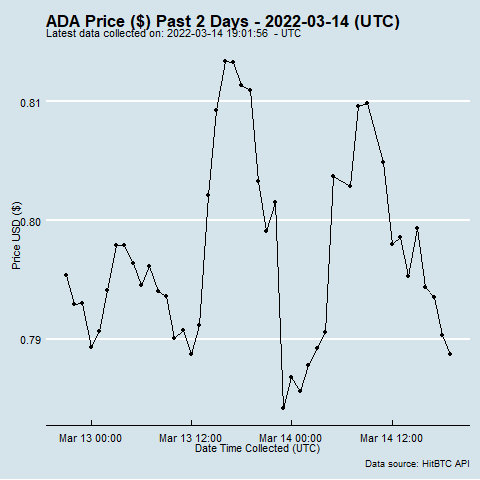 ADA Price ($) Past 2 Days - 2022-03-14 (UTC)
Latest data collected on: 2022-03-14 19:01:56 - UTC
0.81
0.80
0.79
Price USD ($)
Mar 13 00:00 Mar 13 12:00 Mar 14 00:00 Mar 14 12:00
Date Time Collected (UTC)
Data source: HitBTC API